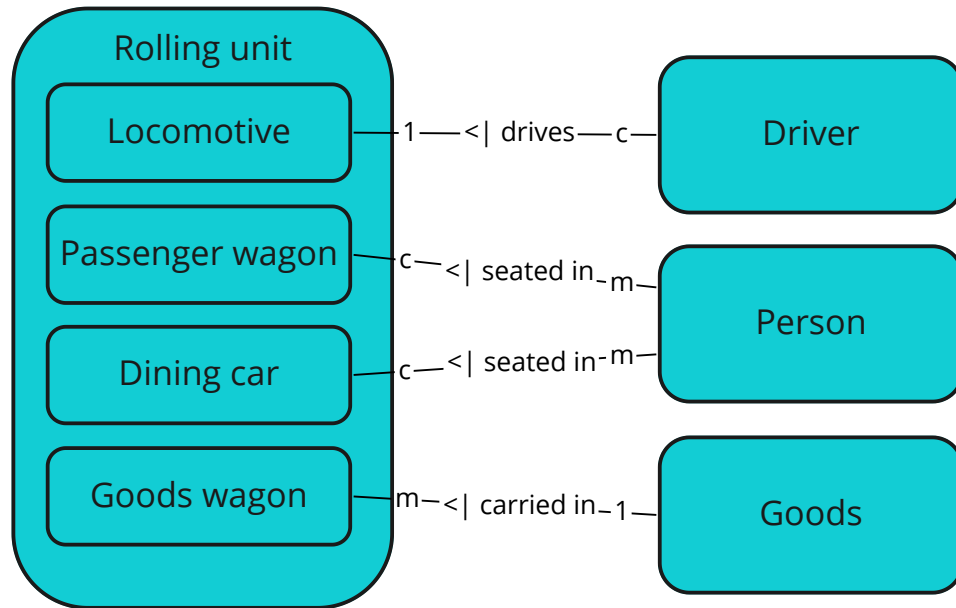 Rolling unit
Locomotive
1 <| drives c
Driver
Passenger wagon
c <| seated in m
Person
Dining car
c <| seated in m
Goods wagon
m <| carried in 1
Goods